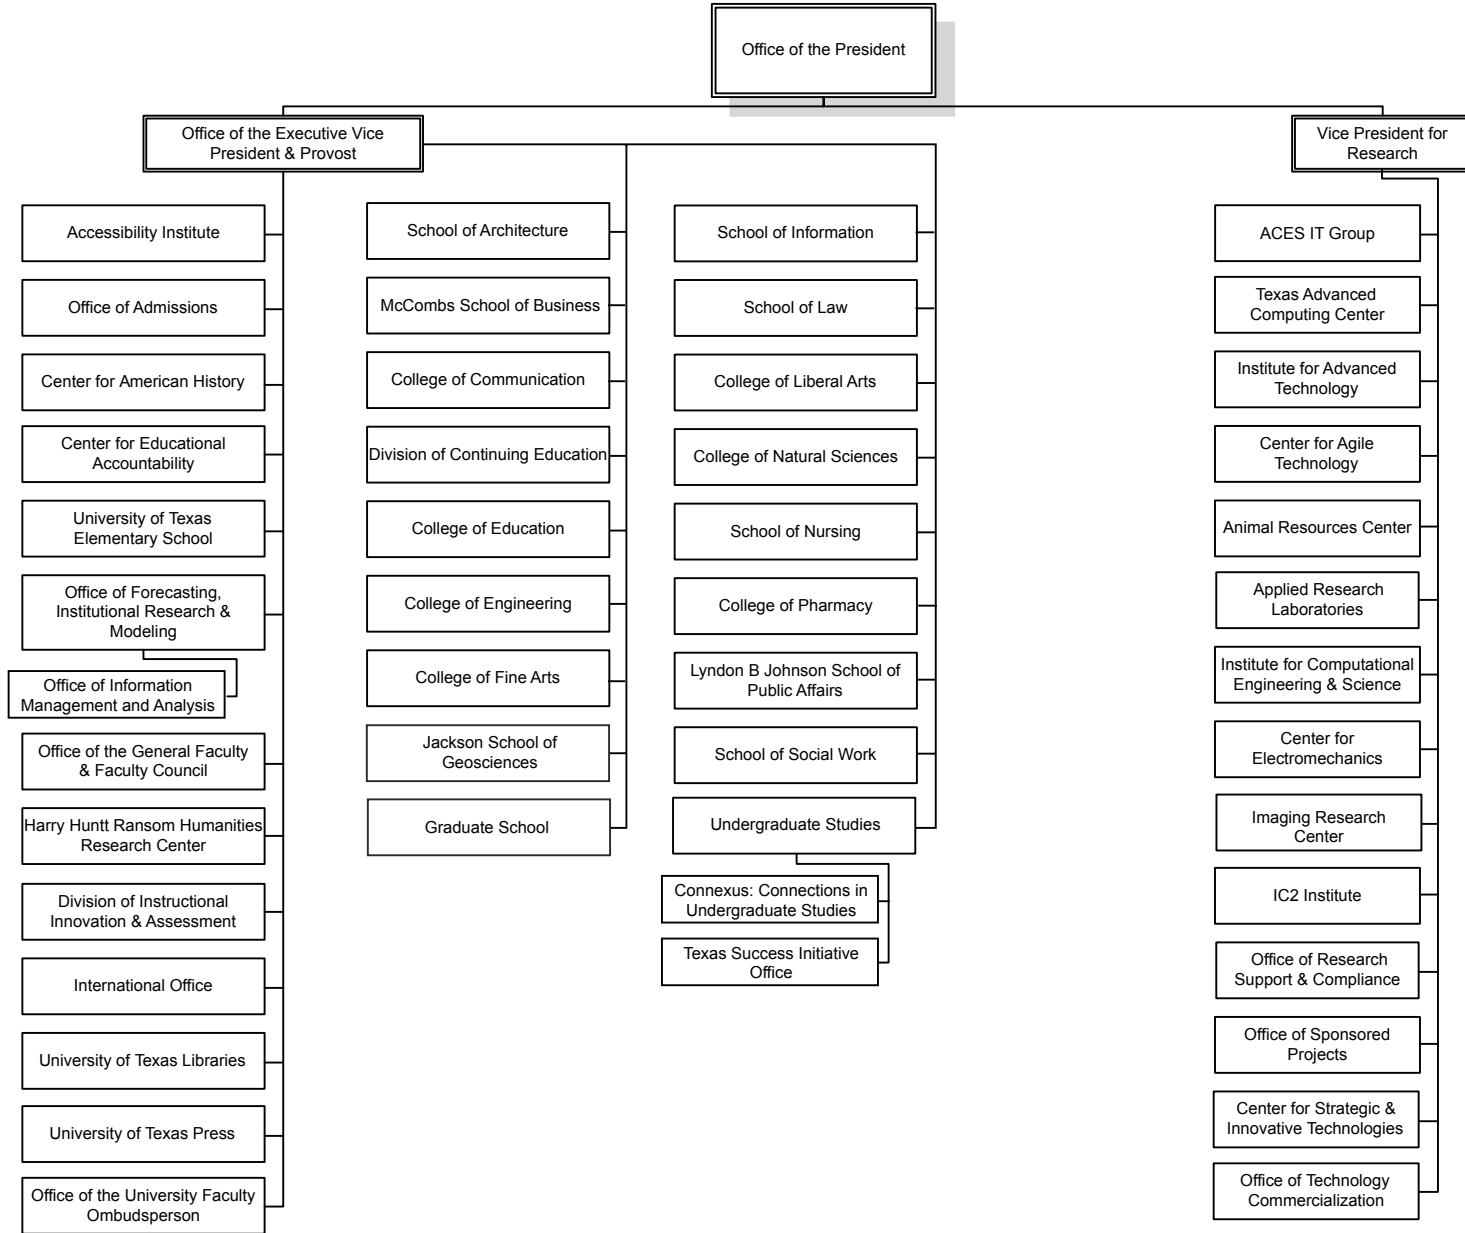 Office of the President
Office of the Executive Vice
President & Provost
Vice President for
Research
Accessibility Institute
Office of Admissions
Center for American History
Center for Educational
Accountability
University of Texas
Elementary School
Office of Forecasting,
Institutional Research &
Modeling
Office of Information
Management and Analysis
Office of the General Faculty
& Faculty Council
Harry Huntt Ransom Humanities
Research Center
Division of Instructional
Innovation & Assessment
International Office
University of Texas Libraries
University of Texas Press
Office of the University Faculty
Ombudsperson
School of Architecture
McCombs School of Business
College of Communication
Division of Continuing Education
College of Education
College of Engineering
College of Fine Arts
Jackson School of
Geosciences
Graduate School
School of Information
School of Law
College of Liberal Arts
College of Natural Sciences
School of Nursing
College of Pharmacy
Lyndon B Johnson School of
Public Affairs
School of Social Work
Undergraduate Studies
Connexus: Connections in
Undergraduate Studies
Texas Success Initiative
Office
ACES IT Group
Texas Advanced
Computing Center
Institute for Advanced
Technology
Center for Agile
Technology
Animal Resources Center
Applied Research
Laboratories
Institute for Computational
Engineering & Science
Center for
Electromechanics
Imaging Research
Center
IC2 Institute
Office of Research
Support & Compliance
Office of Sponsored
Projects
Center for Strategic &
Innovative Technologies
Office of Technology
Commercialization